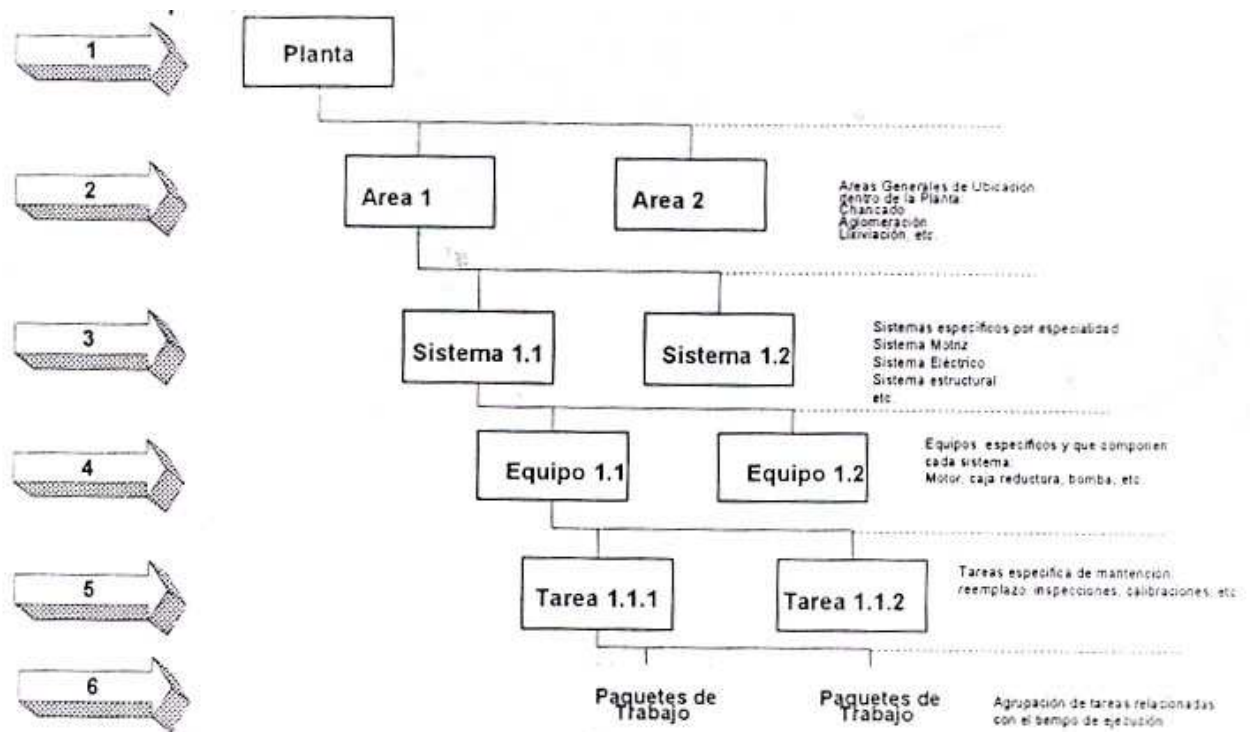 1
Planta
2
Area 1
Area 2
Areas Generales de Ubicación
dentro de la Planta:
Chancado
Aglomeración
Lixiviación, etc.
3
Sistema 1.1
Sistema 1.2
Sistemas específicos por especialidad
Sistema Motriz
Sistema Eléctrico
Sistema estructural
etc
4
Equipo 1.1
Equipo 1.2
Equipos específicos y que componen
cada sistema:
Motor, caja reductora, bomba, etc.
5
Tarea 1.1.1
Tarea 1.1.2
Tareas especifica de mantención:
reemplazo, inspecciones, calibraciones, etc
6
Paquetes de
Trabajo
Paquetes de
Trabajo
Agrupación de tareas relacionadas
con el tiempo de ejecución